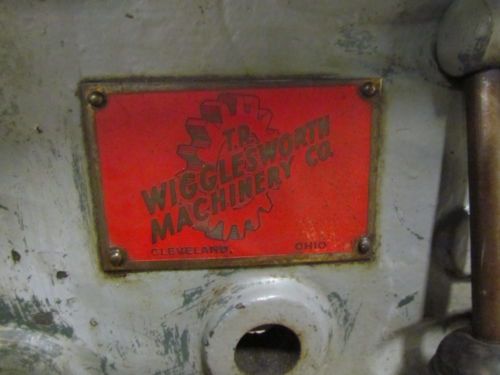 T.R.
WIGGLESWORTH
MACHINERY CO.
CLEVELAND, OHIO